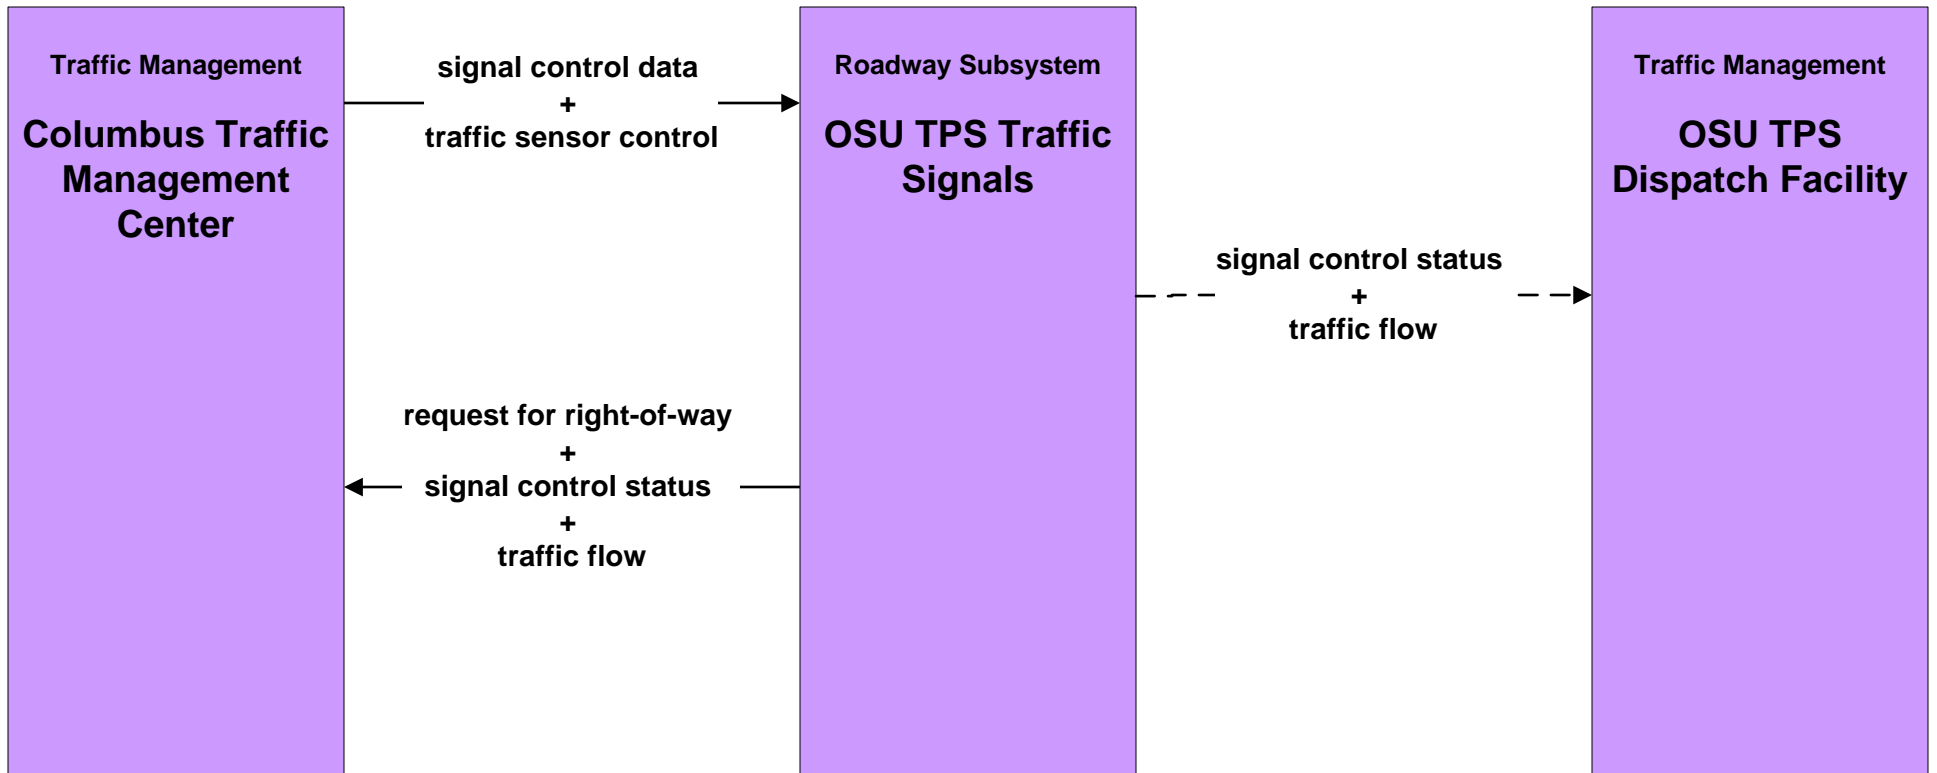 Traffic Management
Columbus Traffic
Management
Center
signal control data
+
traffic sensor control
request for right-of-way
+
signal control status
+
traffic flow
Roadway Subsystem
OSU TPS Traffic
Signals
signal control status
+
traffic flow
Traffic Management
OSU TPS
Dispatch Facility